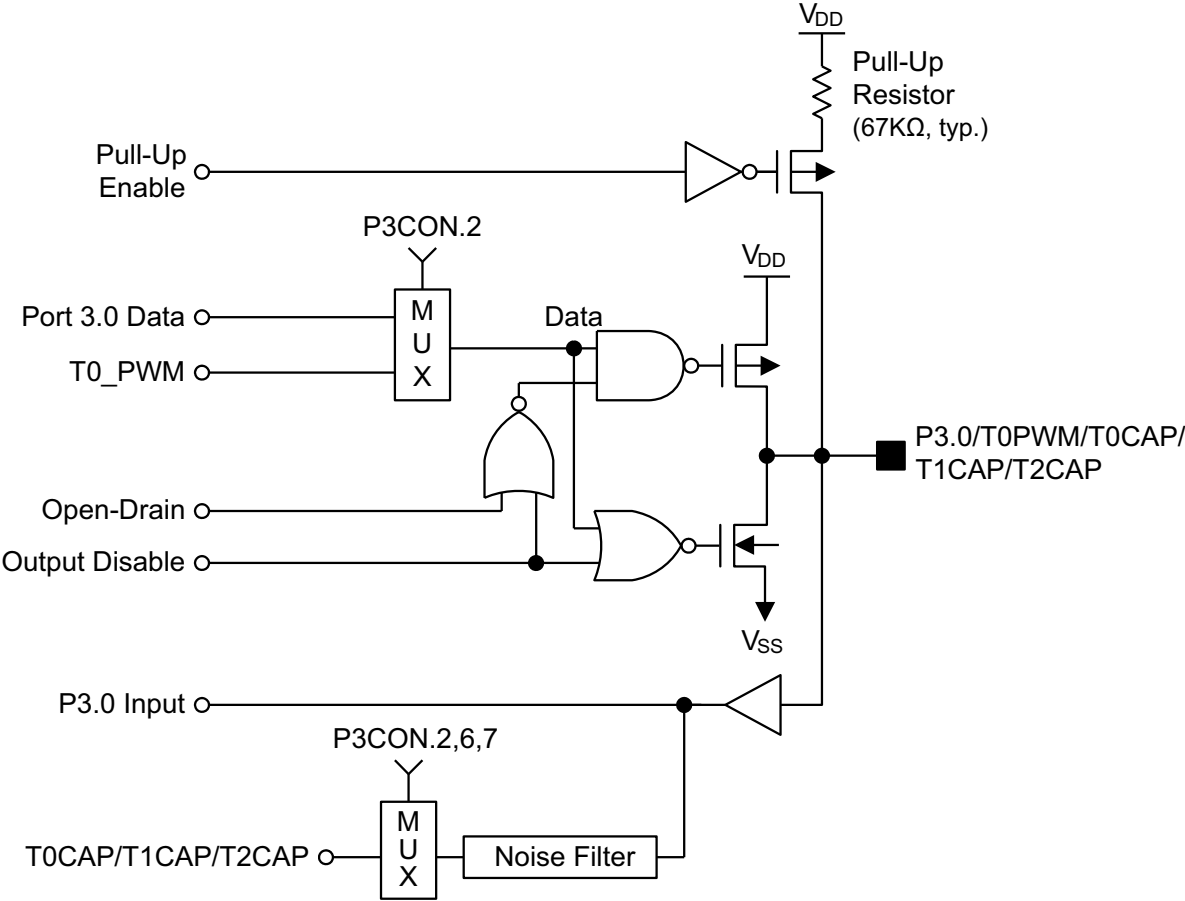 VDD
Pull-Up
Resistor
(67KΩ, typ.)
Pull-Up
Enable
P3CON.2
VDD
Port 3.0 Data
T0_PWM
M
U
X
Data
P3.0/T0PWM/T0CAP/
T1CAP/T2CAP
Open-Drain
Output Disable
VSS
P3.0 Input
P3CON.2,6,7
T0CAP/T1CAP/T2CAP
M
U
X
Noise Filter